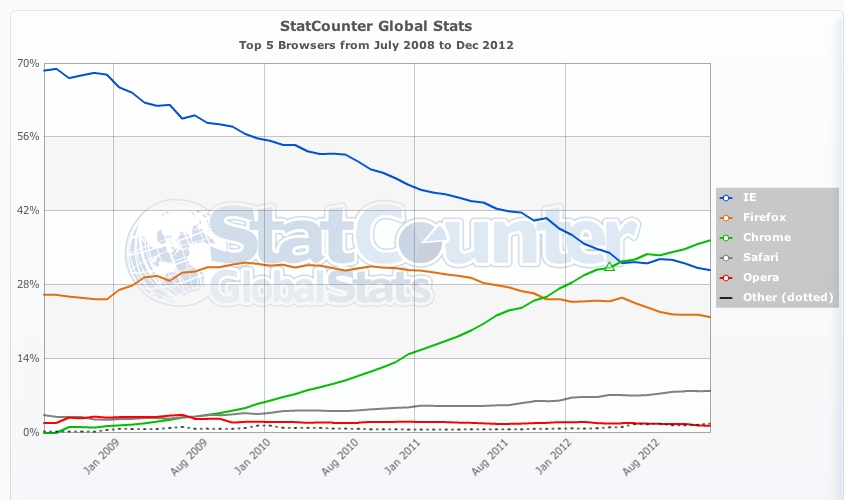 StatCounter Global Stats
Top 5 Browsers from July 2008 to Dec 2012
70%
56%
42%
28%
14%
0%
StatCounter
GlobalStats
IE
Firefox
Chrome
Safari
Opera
Other (dotted)
Jan 2009
Aug 2009
Jan 2010
Aug 2010
Jan 2011
Aug 2011
Jan 2012
Aug 2012